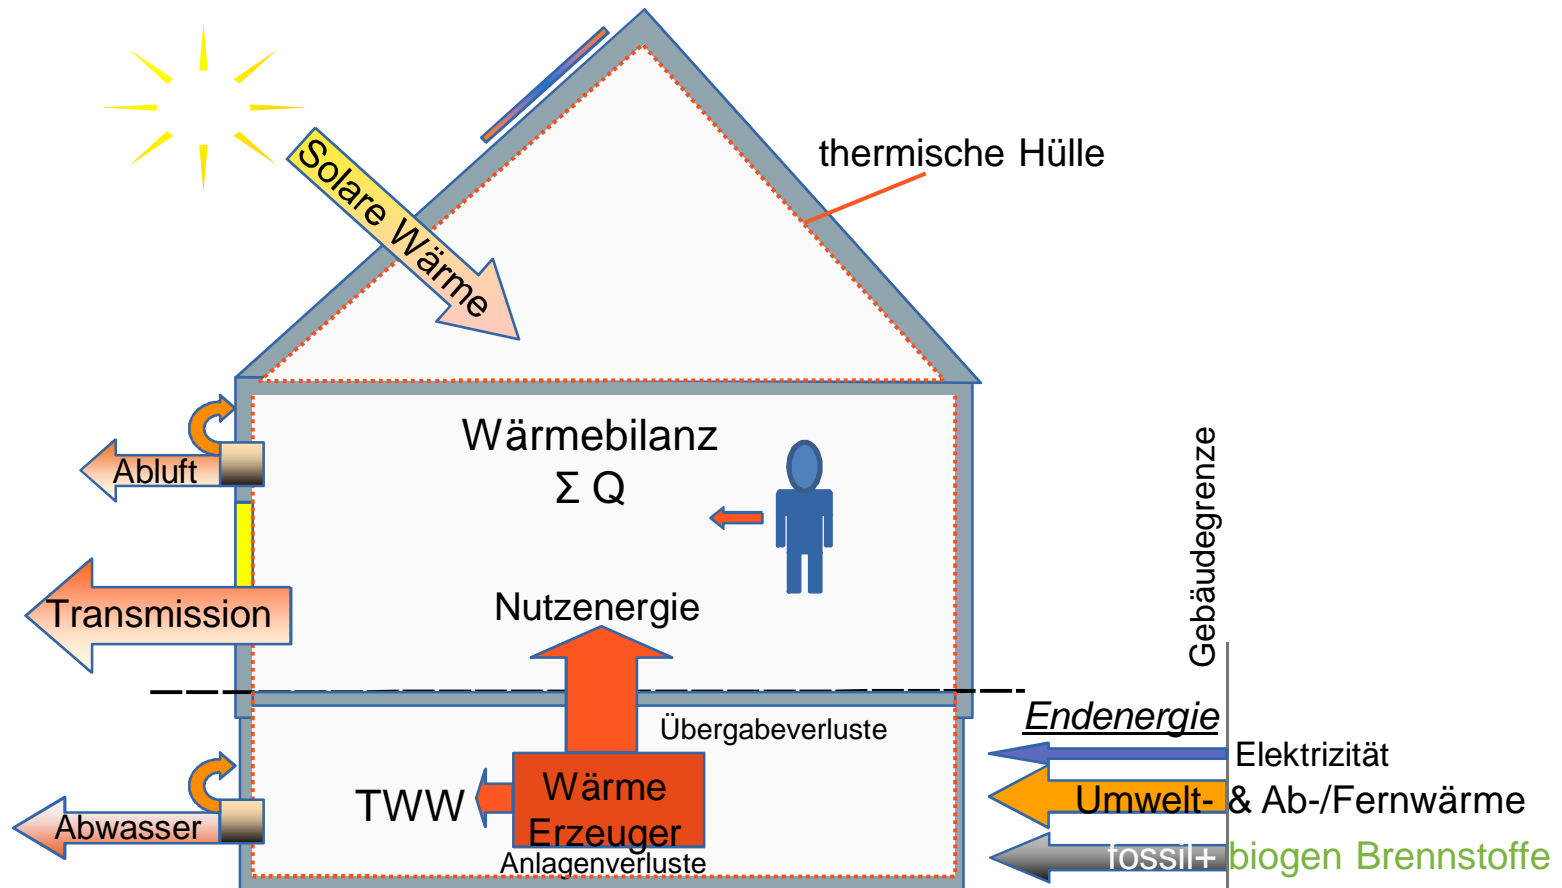 thermische Hülle
Solare Wärme
Wärmebilanz
Σ Q
Abluft
Gebäudegrenze
Transmission
Nutzenergie
Endenergie
Übergabeverluste
Elektrizität
TWW
Wärme
Erzeuger
Umwelt- & Ab-/Fernwärme
Abwasser
Anlagenverluste
fossil+ biogen Brennstoffe